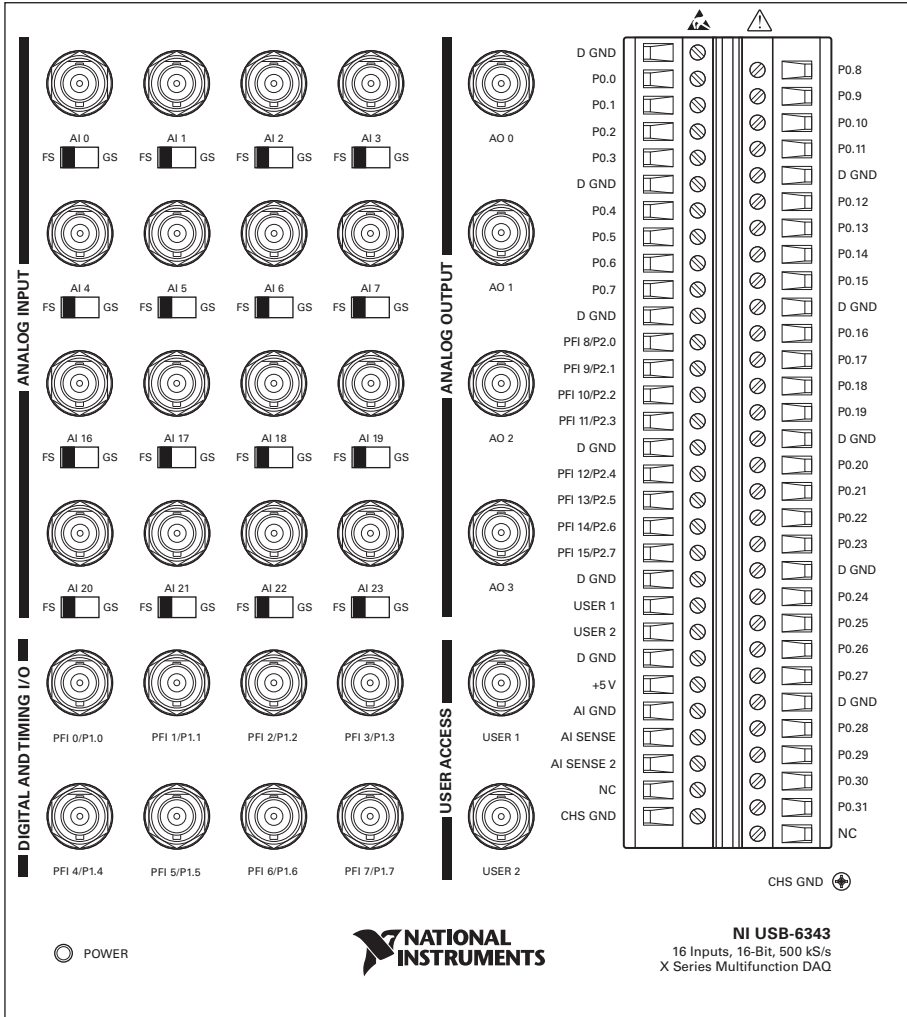 ANALOG INPUT
AI 0 AI 1 AI 2 AI 3
FS GS FS GS FS GS FS GS
AI 4 AI 5 AI 6 AI 7
FS GS FS GS FS GS FS GS
AI 16 AI 17 AI 18 AI 19
FS GS FS GS FS GS FS GS
AI 20 AI 21 AI 22 AI 23
FS GS FS GS FS GS FS GS
DIGITAL AND TIMING I/O
PFI 0/P1.0 PFI 1/P1.1 PFI 2/P1.2 PFI 3/P1.3
PFI 4/P1.4 PFI 5/P1.5 PFI 6/P1.6 PFI 7/P1.7
ANALOG OUTPUT
AO 0
AO 1
AO 2
AO 3
USER ACCESS
USER 1
USER 2
D GND
P0.0
P0.1
P0.2
P0.3
D GND
P0.4
P0.5
P0.6
P0.7
D GND
PFI 8/P2.0
PFI 9/P2.1
PFI 10/P2.2
PFI 11/P2.3
D GND
PFI 12/P2.4
PFI 13/P2.5
PFI 14/P2.6
PFI 15/P2.7
D GND
USER 1
USER 2
D GND
+5 V
AI GND
AI SENSE
AI SENSE 2
NC
CHS GND
P0.8
P0.9
P0.10
P0.11
D GND
P0.12
P0.13
P0.14
P0.15
D GND
P0.16
P0.17
P0.18
P0.19
D GND
P0.20
P0.21
P0.22
P0.23
D GND
P0.24
P0.25
P0.26
P0.27
D GND
P0.28
P0.29
P0.30
P0.31
NC
CHS GND
POWER
NATIONAL
INSTRUMENTS
NI USB-6343
16 Inputs, 16-Bit, 500 kS/s
X Series Multifunction DAQ